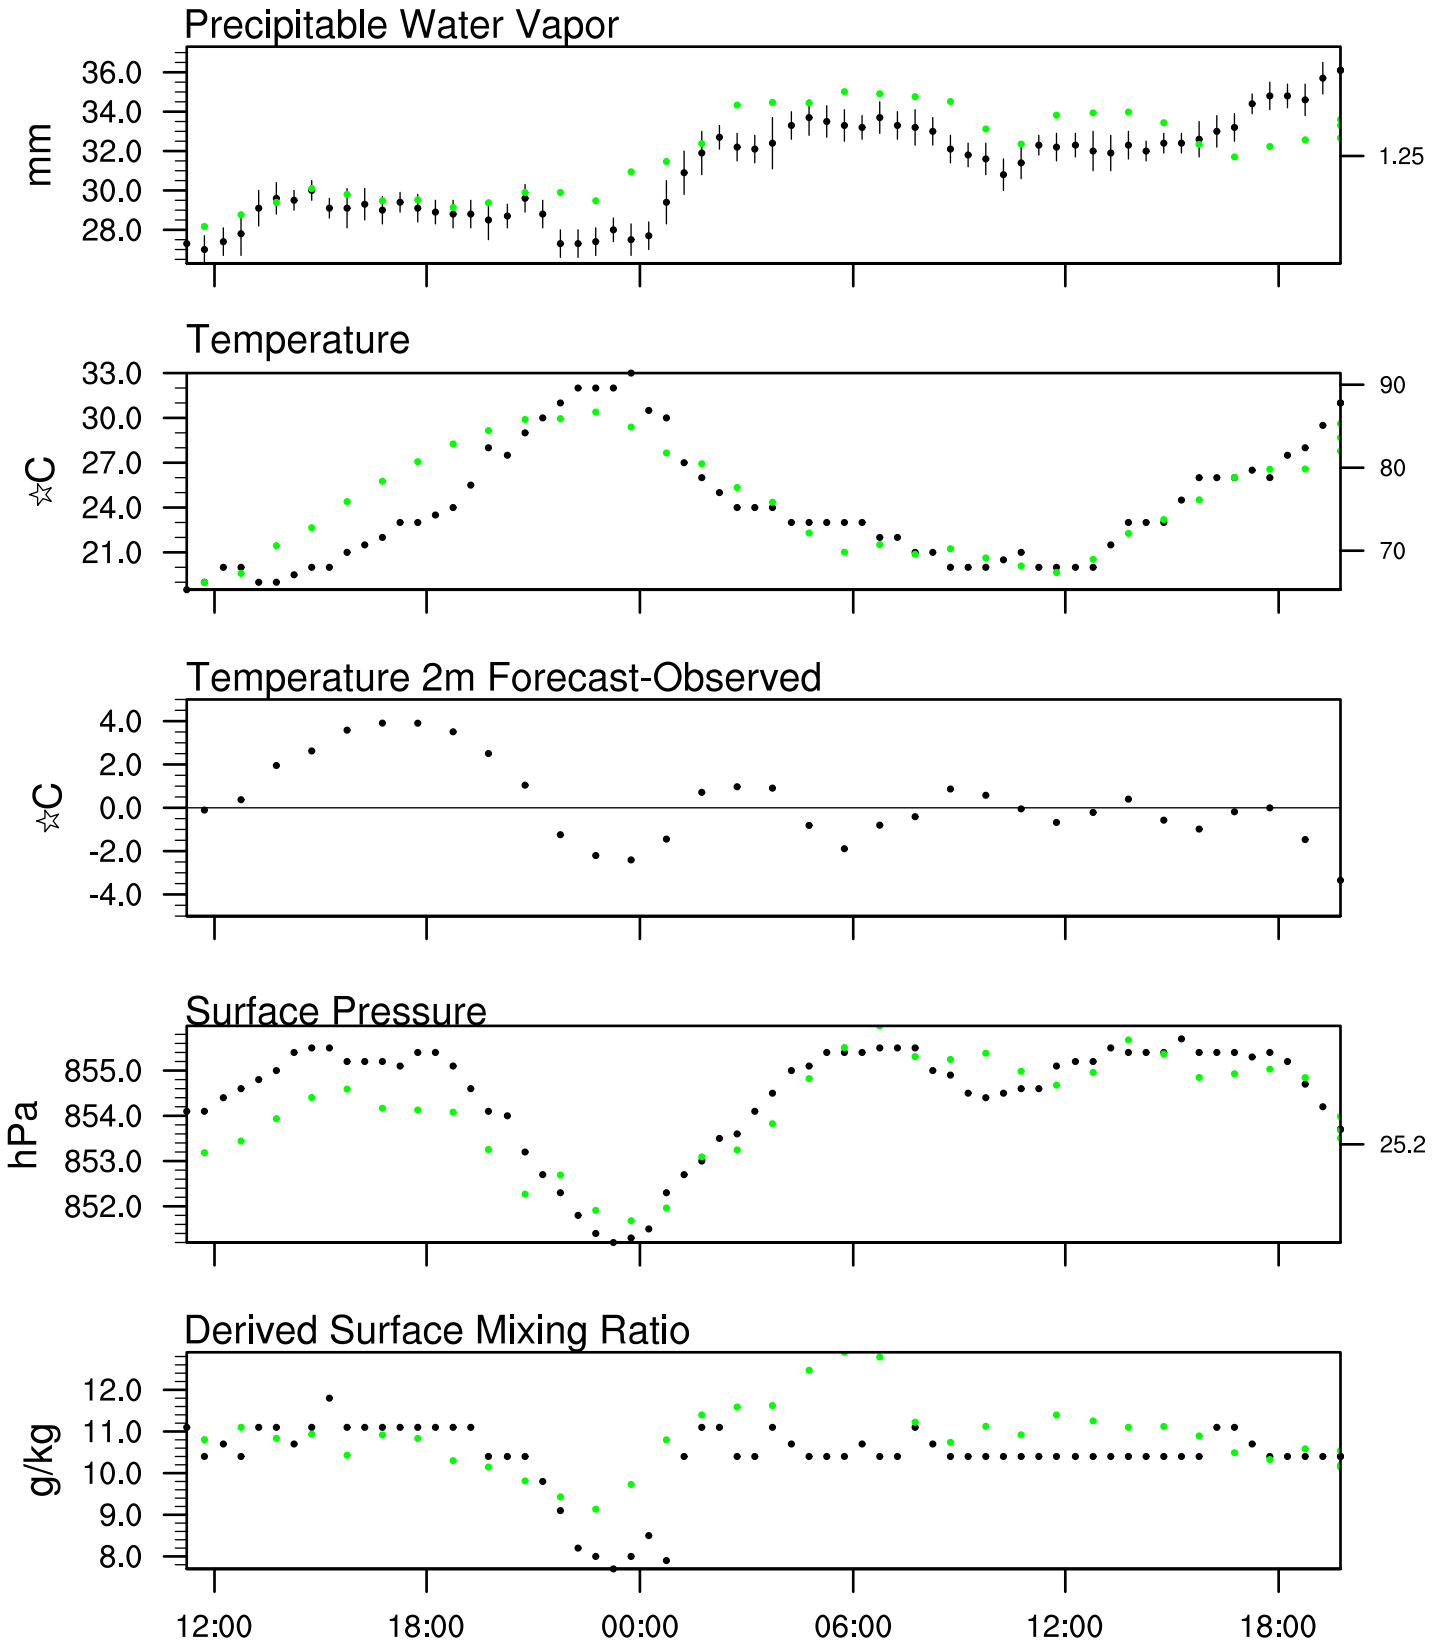 Precipitable Water Vapor
36.0
34.0
32.0
30.0
28.0
mm
1.25
Temperature
33.0
30.0
27.0
24.0
21.0
☆C
90
80
70
Temperature 2m Forecast-Observed
4.0
2.0
0.0
-2.0
-4.0
☆C
Surface Pressure
855.0
854.0
853.0
852.0
hPa
25.2
Derived Surface Mixing Ratio
12.0
11.0
10.0
9.0
8.0
g/kg
12:00 18:00 00:00 06:00 12:00 18:00